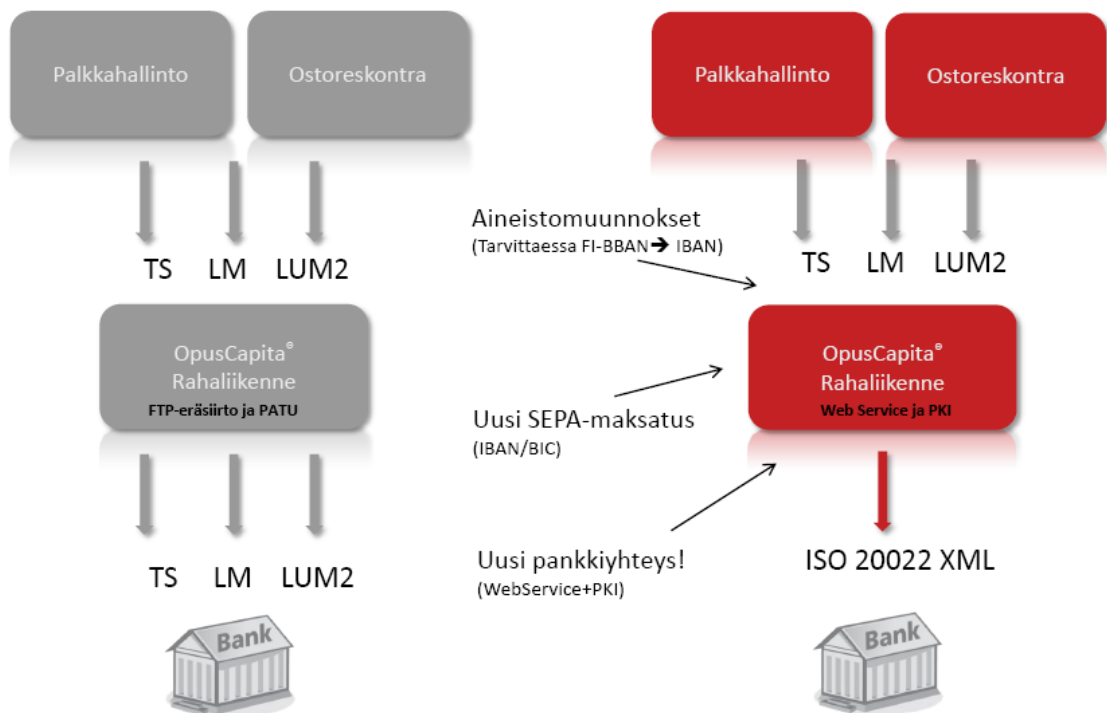 Palkkahallinto
Ostoreskontra
TS LM LUM2
OpusCapita®
Rahaliikenne
FTP-eräsiirto ja PATU
TS LM LUM2
Bank
Aineistomuunnokset
(Tarvittaessa FI-BBAN➔ IBAN)
Uusi SEPA-maksatus
(IBAN/BIC)
Uusi pankkiyhteys!
(WebService+PKI)
Palkkahallinto
Ostoreskontra
TS LM LUM2
OpusCapita®
Rahaliikenne
Web Service ja PKI
ISO 20022 XML
Bank